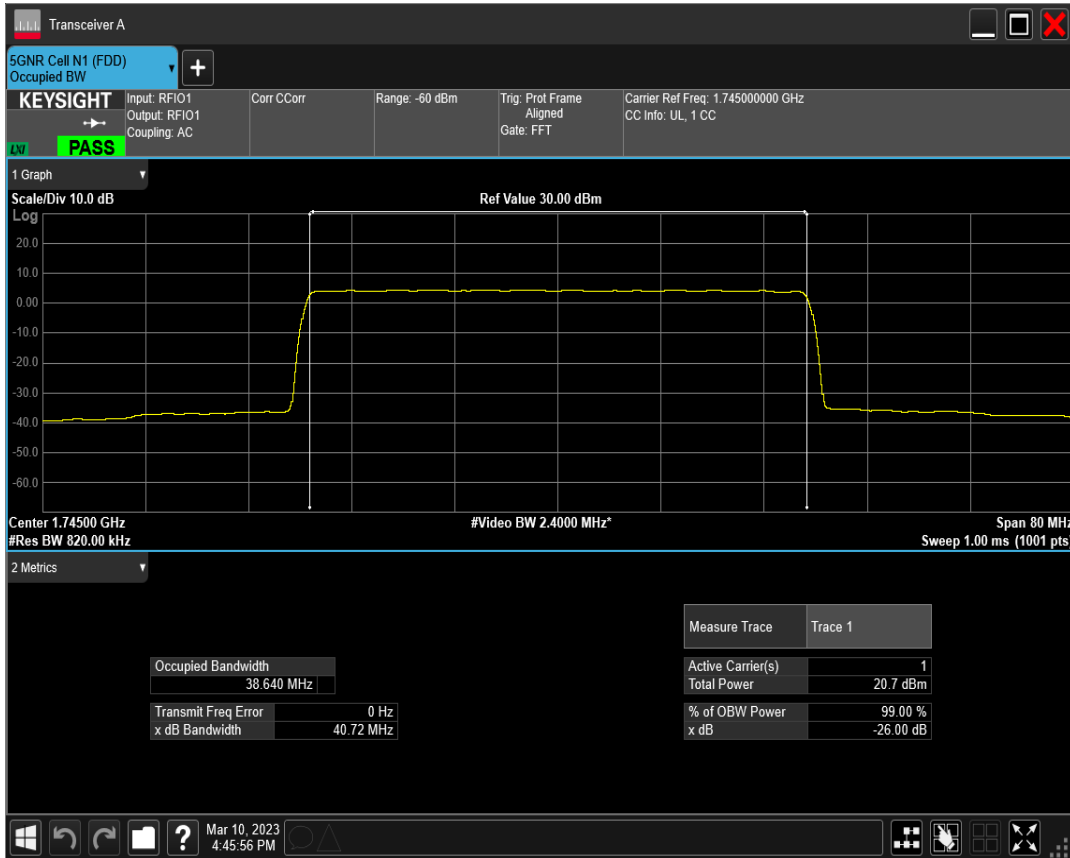 Transceiver A
5GNR Cell N1 (FDD)
Occupied BW
+
KEYSIGHT
LXI
PASS
Input: RFIO1
Output: RFIO1
Coupling: AC
Corr CCorr
Range: -60 dBm
Trig: Prot Frame
Aligned
Gate: FFT
Carrier Ref Freq: 1.745000000 GHz
CC Info: UL, 1 CC
1 Graph
Scale/Div 10.0 dB
Ref Value 30.00 dBm
Log
20.0
10.0
0.00
-10.0
-20.0
-30.0
-40.0
-50.0
-60.0
Center 1.74500 GHz
#Video BW 2.4000 MHz*
Span 80 MHz
#Res BW 820.00 kHz
Sweep 1.00 ms (1001 pts)
2 Metrics
Measure Trace Trace 1
Occupied Bandwidth
38.640 MHz
Active Carrier(s) 1
Total Power 20.7 dBm
Transmit Freq Error 0 Hz
x dB Bandwidth 40.72 MHz
% of OBW Power 99.00 %
x dB -26.00 dB
?
Mar 10, 2023
4:45:56 PM